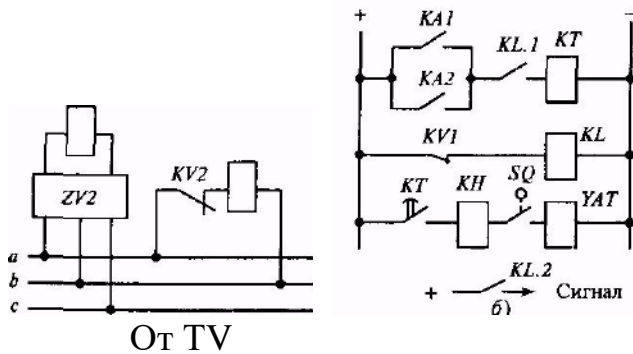 ZV2
KV2
a
b
c
От TV
+ −
KA1
KA2
KL.1
KT
KV1
KL
KT
KH
SQ
YAT
+ KL.2
б)
Сигнал